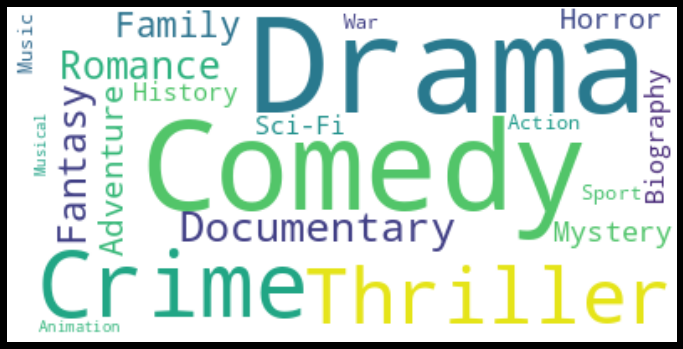 Music
Family
War
Horror
Drama
Romance
History
Fantasy
Adventure
Sci-Fi
Action
Biography
Musical
Comedy
Sport
Documentary
Mystery
Crime
Thriller
Animation